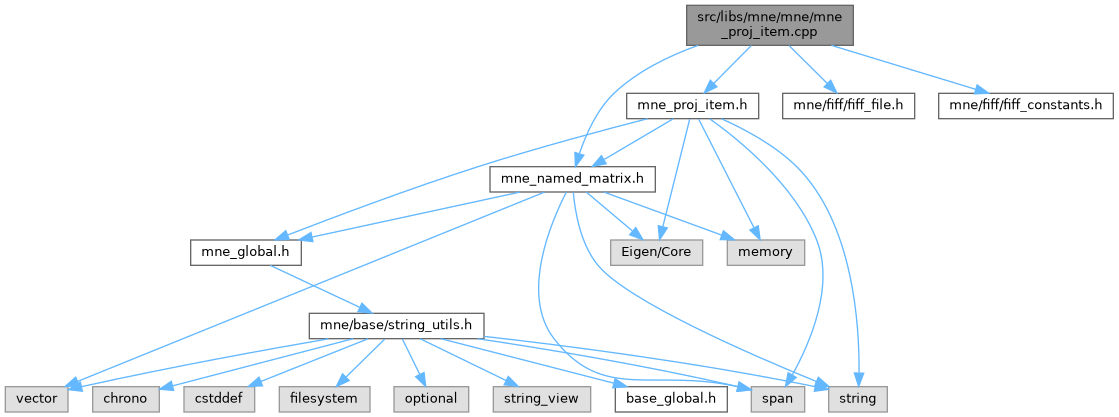 src/libs/mne/mne/mne
_proj_item.cpp
mne_proj_item.h
mne/fiff/fiff_file.h
mne/fiff/fiff_constants.h
mne_named_matrix.h
mne_global.h
Eigen/Core
memory
mne/base/string_utils.h
vector
chrono
cstddef
filesystem
optional
string_view
base_global.h
span
string